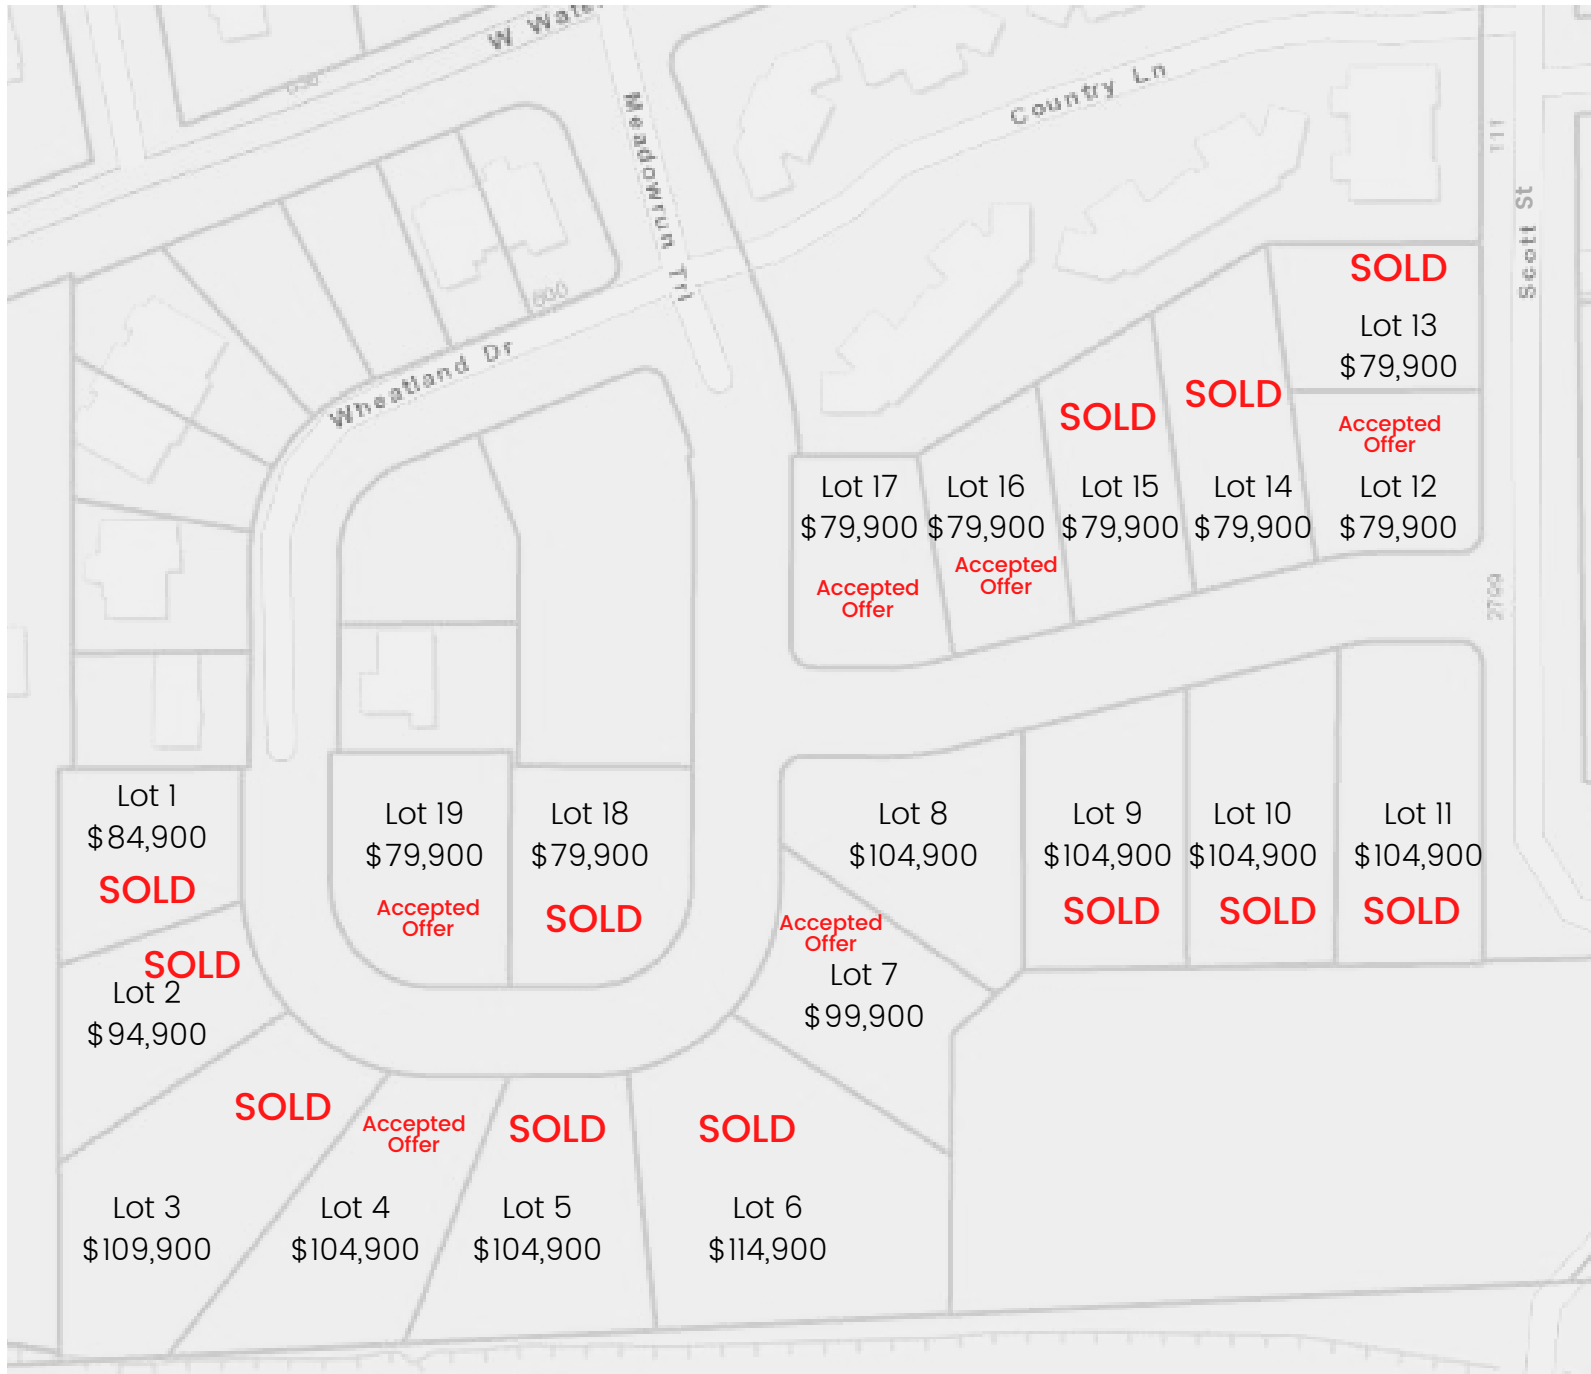 W Wate
Meadowrun Trl
Country Ln
Scott St
111
600
Wheatland Dr
2799
SOLD
Lot 13
$79,900
Accepted
Offer
Lot 12
$79,900
SOLD
Lot 14
$79,900
SOLD
Lot 15
$79,900
Lot 16
$79,900
Accepted
Offer
Lot 17
$79,900
Accepted
Offer
Lot 1
$84,900
SOLD
Lot 19
$79,900
Accepted
Offer
Lot 18
$79,900
SOLD
Lot 8
$104,900
Lot 9
$104,900
SOLD
Lot 10
$104,900
SOLD
Lot 11
$104,900
SOLD
SOLD
Lot 2
$94,900
Accepted
Offer
Lot 7
$99,900
SOLD
Lot 3
$109,900
Accepted
Offer
Lot 4
$104,900
SOLD
Lot 5
$104,900
SOLD
Lot 6
$114,900